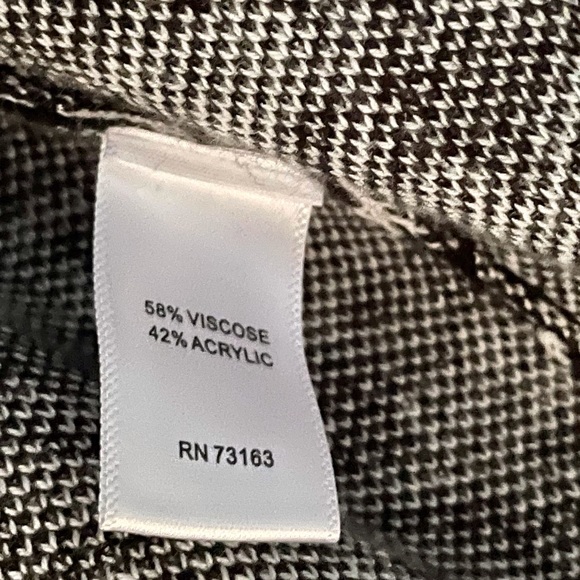 58% VISCOSE
42% ACRYLIC
RN 73163